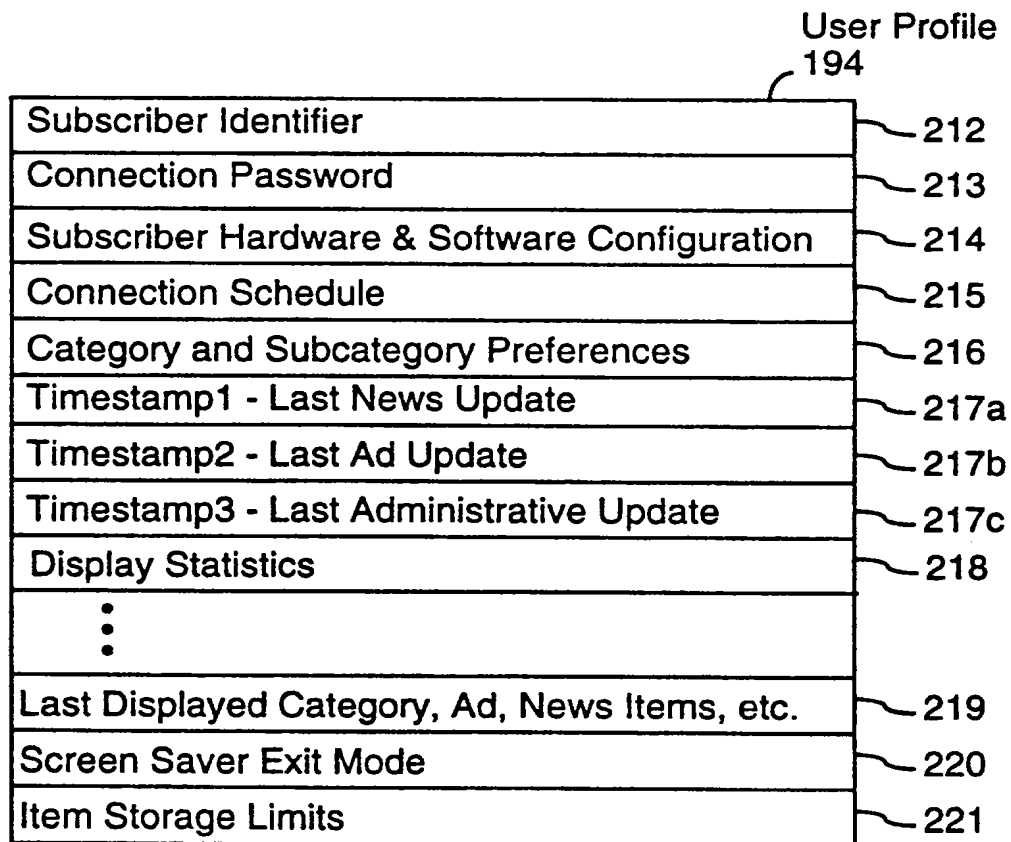 User Profile
194
Subscriber Identifier 212
Connection Password 213
Subscriber Hardware & Software Configuration 214
Connection Schedule 215
Category and Subcategory Preferences 216
Timestamp1 - Last News Update 217a
Timestamp2 - Last Ad Update 217b
Timestamp3 - Last Administrative Update 217c
Display Statistics 218
Last Displayed Category, Ad, News Items, etc. 219
Screen Saver Exit Mode 220
Item Storage Limits 221